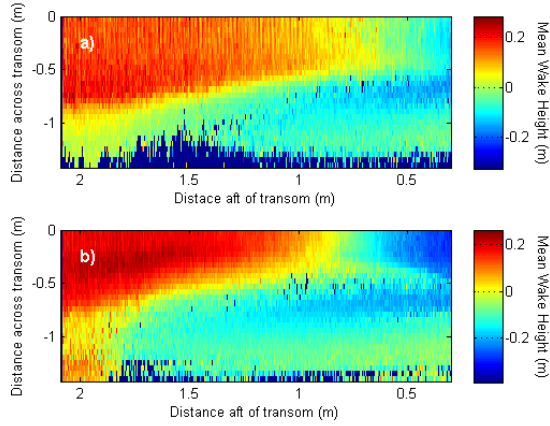 0
-0.5
-1
Distance across transom (m)
a)
2
1.5
1
0.5
Distace aft of transom (m)
0.2
0
-0.2
Mean Wake Height (m)
0
-0.5
-1
Distance across transom (m)
b)
2
1.5
1
0.5
Distance aft of transom (m)
0.2
0
-0.2
Mean Wake Height (m)